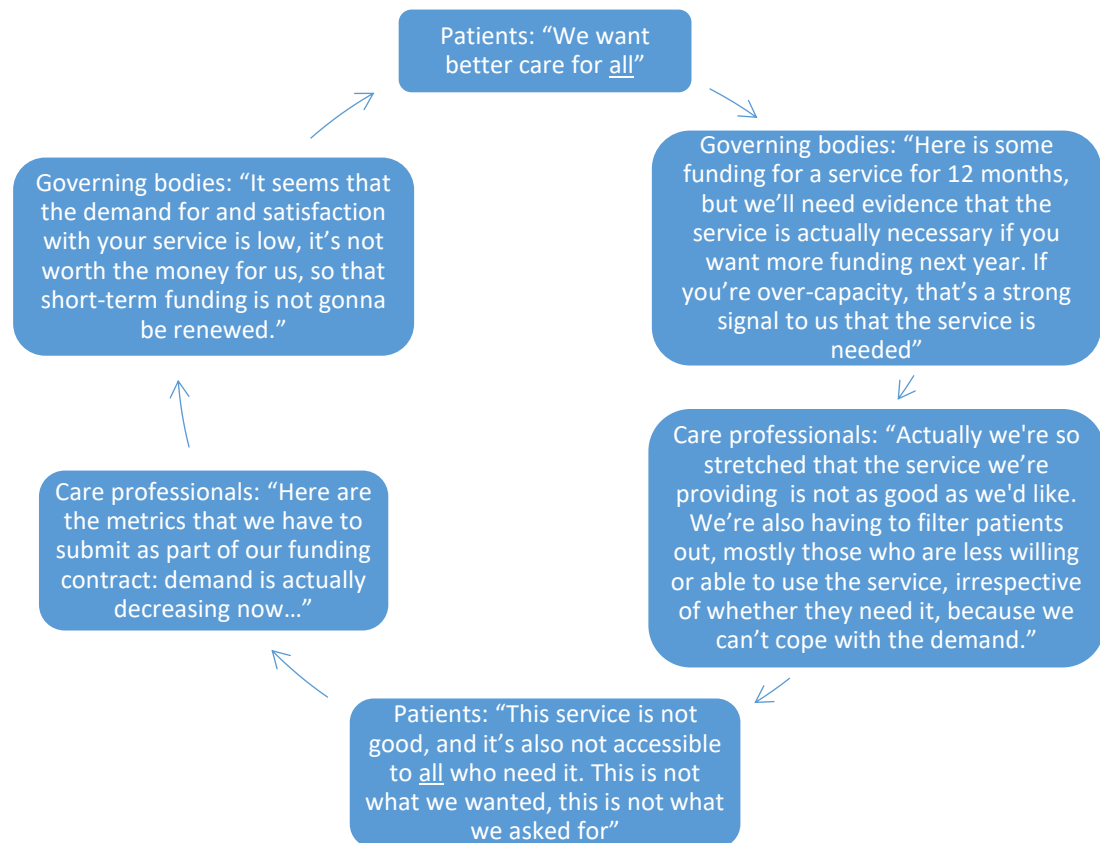 Patients: “We want
better care for all”
Governing bodies: “Here is some
funding for a service for 12 months,
but we’ll need evidence that the
service is actually necessary if you
want more funding next year. If
you’re over-capacity, that’s a strong
signal to us that the service is
needed”
Care professionals: “Actually we're so
stretched that the service we’re
providing is not as good as we'd like.
We’re also having to filter patients
out, mostly those who are less willing
or able to use the service, irrespective
of whether they need it, because we
can’t cope with the demand.”
Patients: “This service is not
good, and it’s also not accessible
to all who need it. This is not
what we wanted, this is not what
we asked for”
Care professionals: “Here are
the metrics that we have to
submit as part of our funding
contract: demand is actually
decreasing now…”
Governing bodies: “It seems that
the demand for and satisfaction
with your service is low, it’s not
worth the money for us, so that
short-term funding is not gonna
be renewed.”